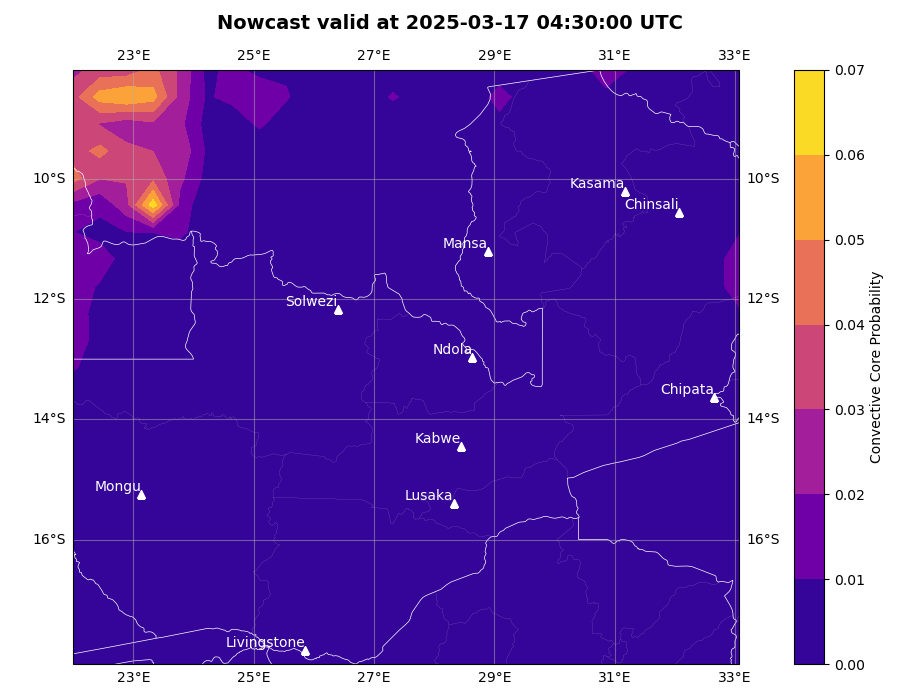 Nowcast valid at 2025-03-17 04:30:00 UTC
23°E 25°E 27°E 29°E 31°E 33°E
0.07
0.06
10°S Kasama 10°S
Chinsali
0.05
Mansa
12°S Solwezi 12°S
0.04
Ndola
Chipata
0.03
14°S 14°S
Kabwe
Mongu
Lusaka
0.02
16°S 16°S
0.01
Livingstone
0.00
23°E 25°E 27°E 29°E 31°E 33°E
Convective Core Probability